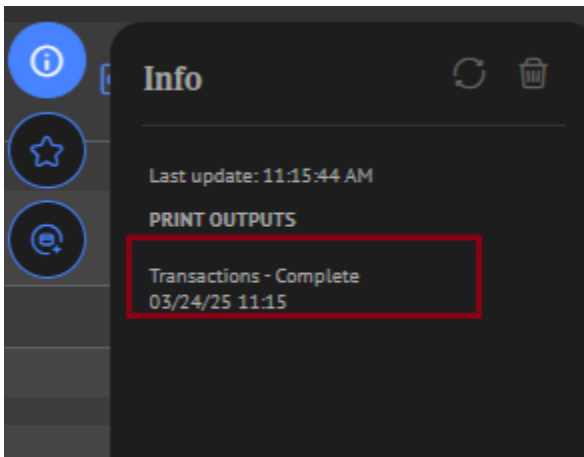 Info
Last update: 11:15:44 AM
PRINT OUTPUTS
Transactions - Complete
03/24/25 11:15